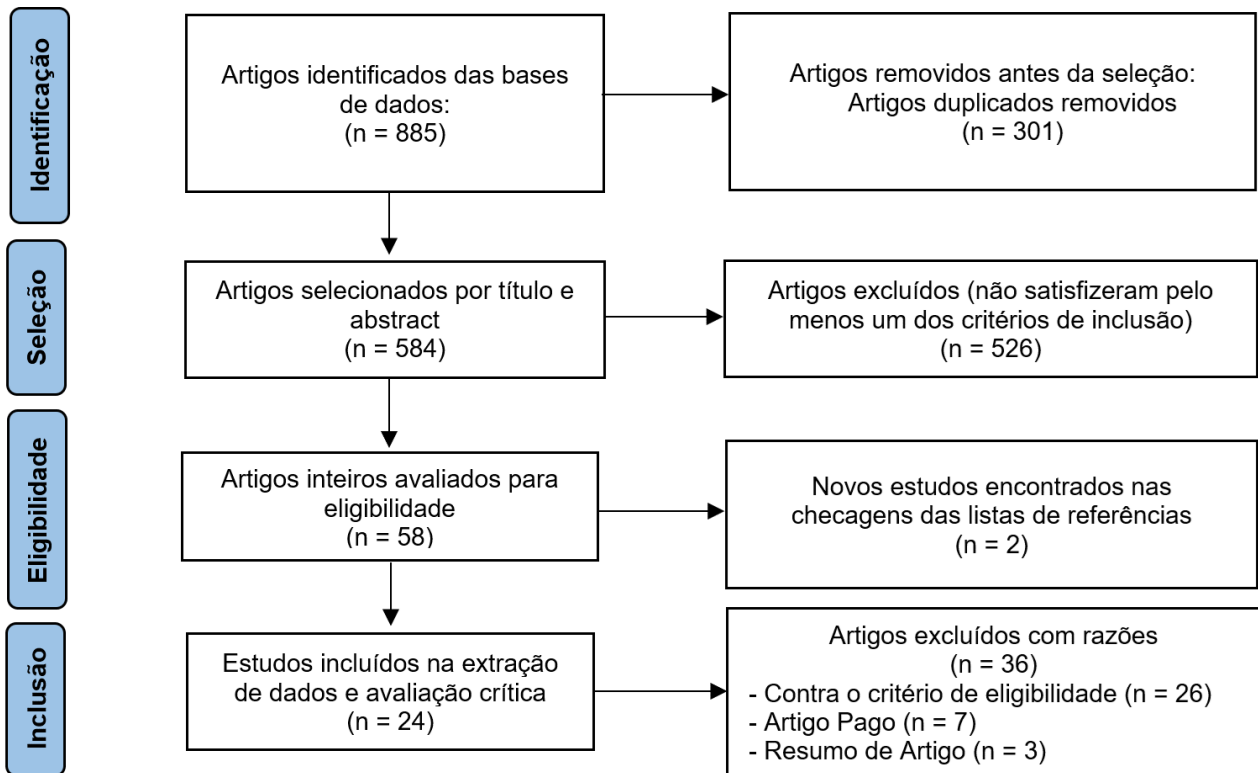 Identificação
Artigos identificados das bases
de dados:
(n = 885)
Artigos removidos antes da seleção:
Artigos duplicados removidos
(n = 301)
Seleção
Artigos selecionados por título e
abstract
(n = 584)
Artigos excluídos (não satisfizeram pelo
menos um dos critérios de inclusão)
(n = 526)
Eligibilidade
Artigos inteiros avaliados para
eligibilidade
(n = 58)
Novos estudos encontrados nas
checagens das listas de referências
(n = 2)
Inclusão
Estudos incluídos na extração
de dados e avaliação crítica
(n = 24)
Artigos excluídos com razões
(n = 36)
- Contra o critério de eligibilidade (n = 26)
- Artigo Pago (n = 7)
- Resumo de Artigo (n = 3)